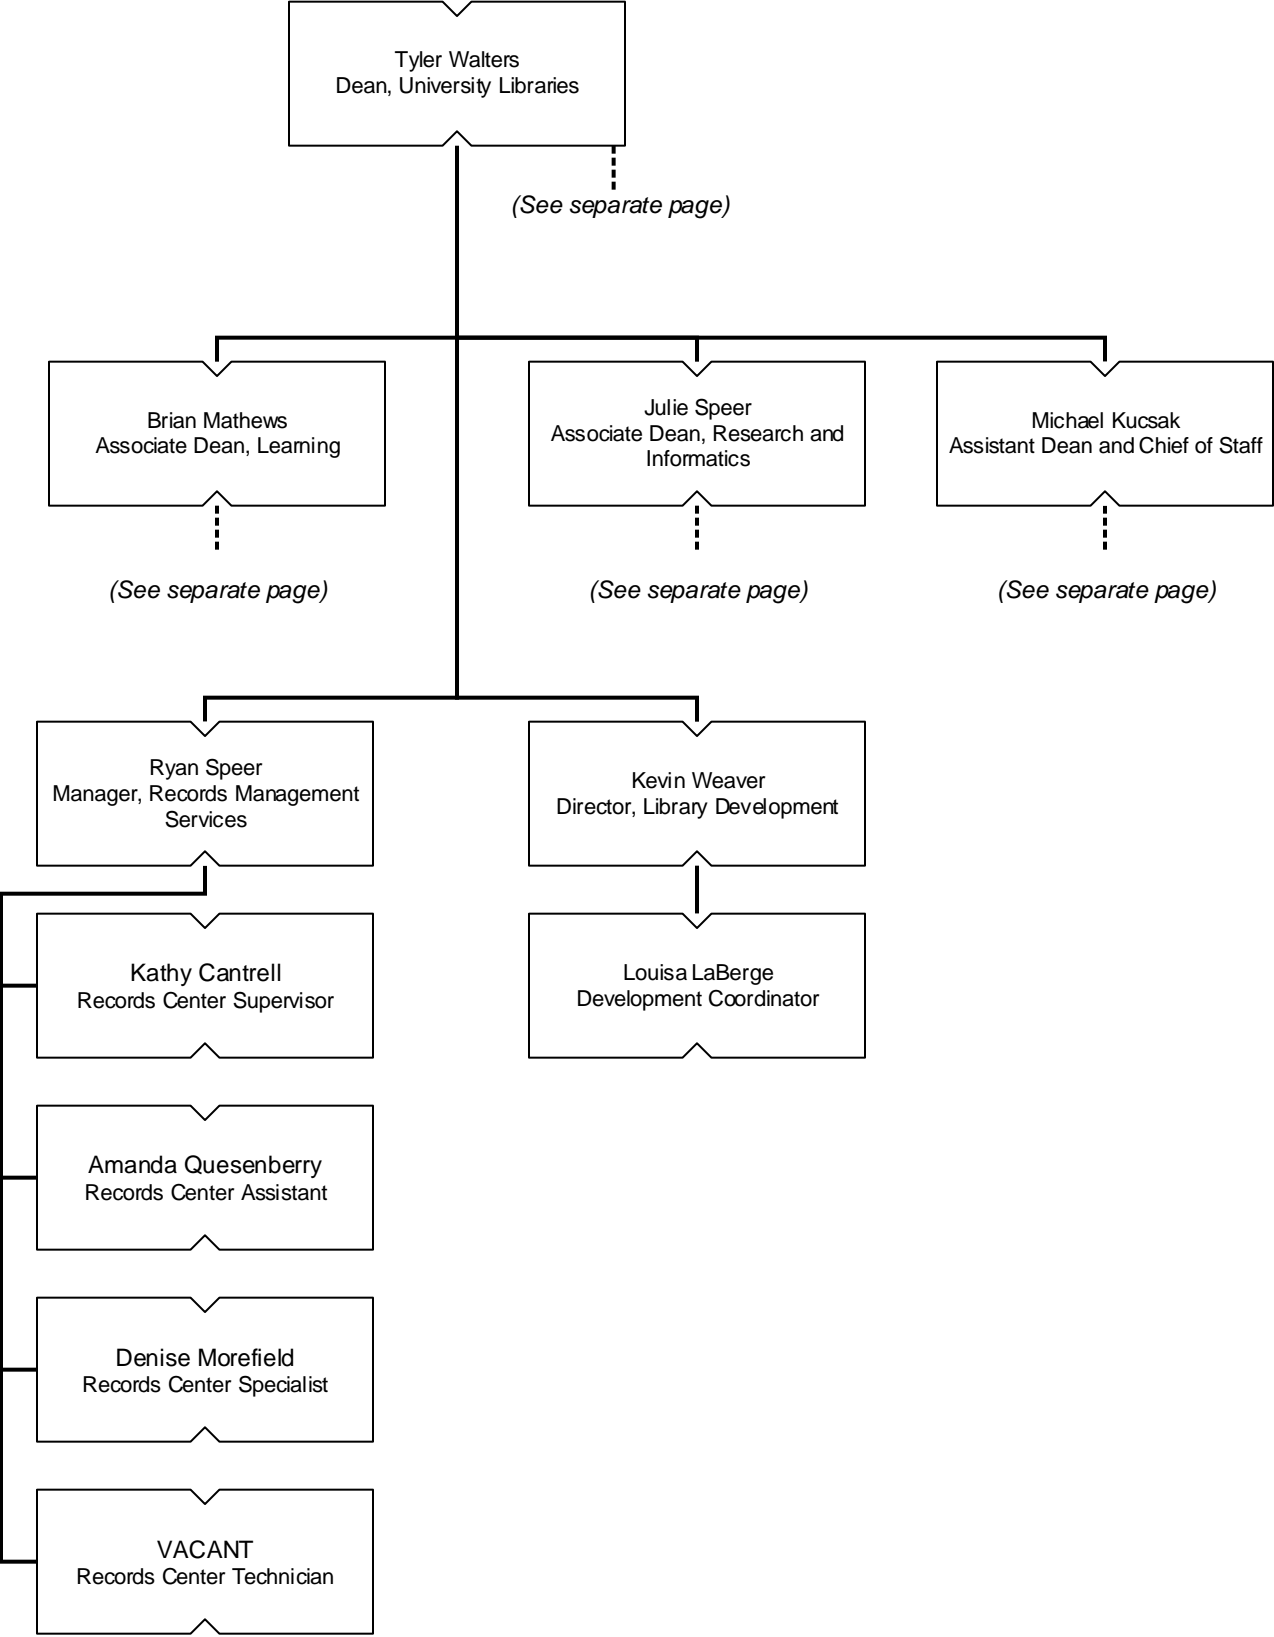 Tyler Walters
Dean, University Libraries
(See separate page)
Brian Mathews
Associate Dean, Learning
Julie Speer
Associate Dean, Research and
Informatics
Michael Kucsak
Assistant Dean and Chief of Staff
(See separate page)
(See separate page)
(See separate page)
Ryan Speer
Manager, Records Management
Services
Kevin Weaver
Director, Library Development
Kathy Cantrell
Records Center Supervisor
Louisa LaBerge
Development Coordinator
Amanda Quesenberry
Records Center Assistant
Denise Morefield
Records Center Specialist
VACANT
Records Center Technician